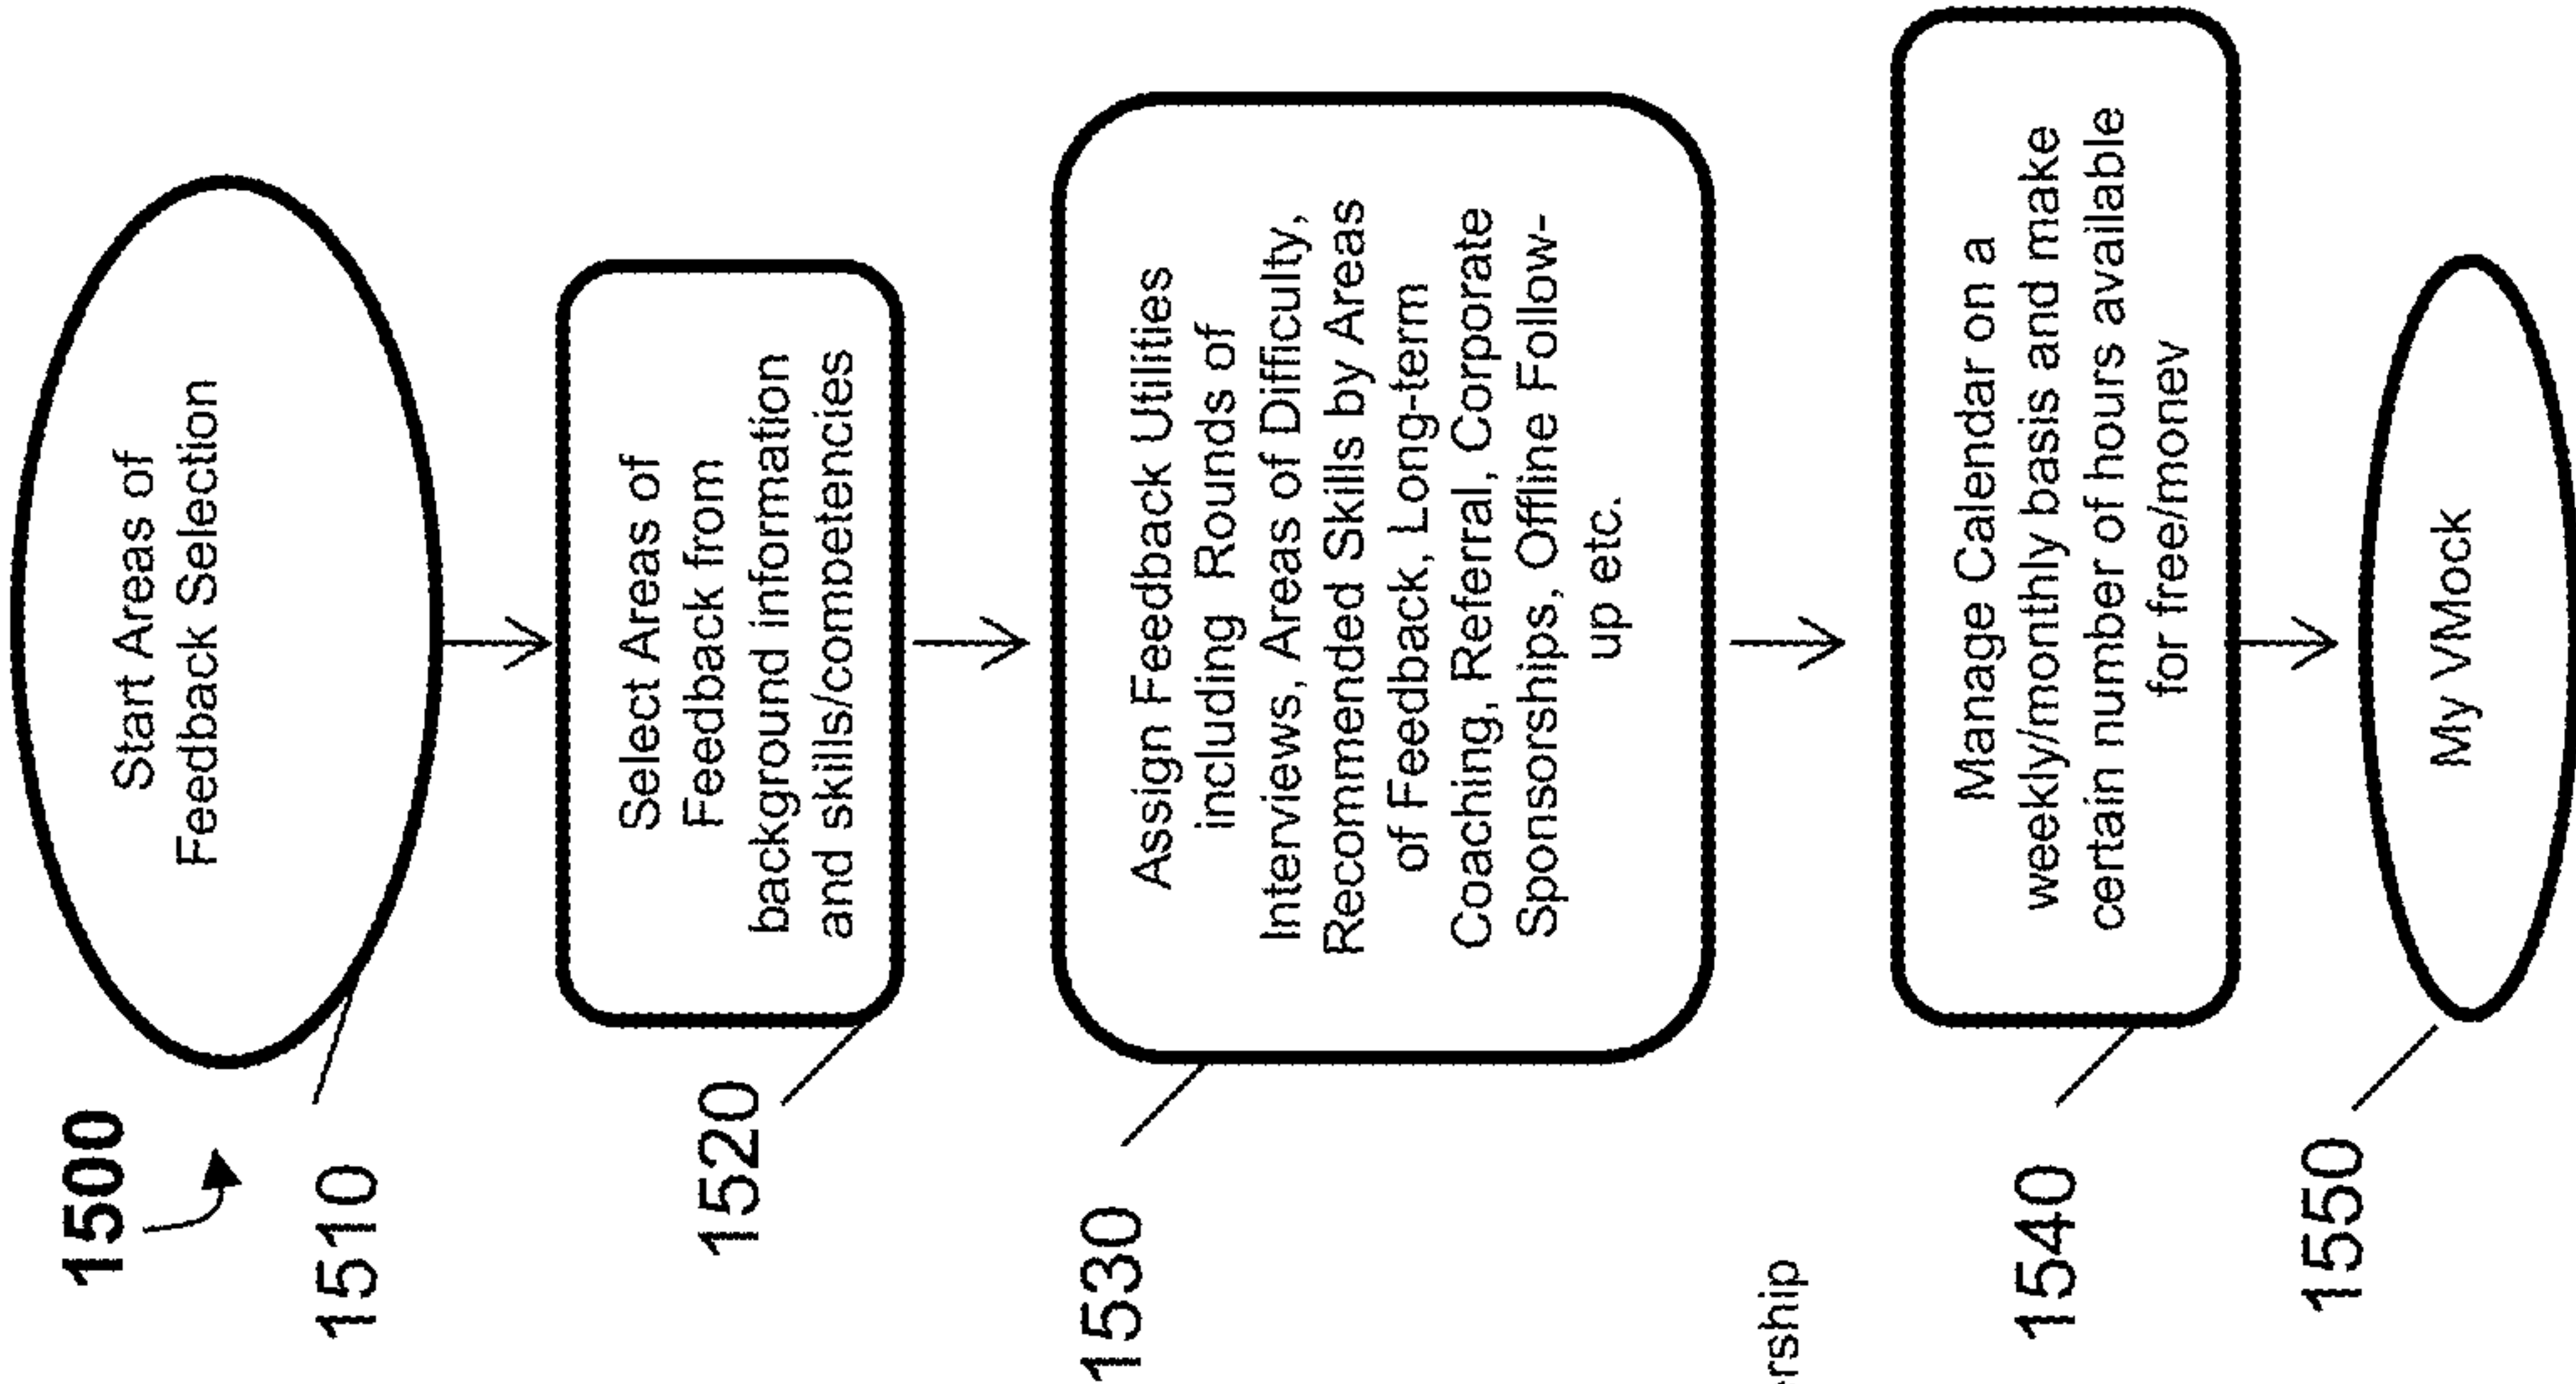 1500
1510
Start Areas of
Feedback Selection
1520
Select Areas of
Feedback from
background information
and skills/competencies
1530
Assign Feedback Utilities
including Rounds of
Interviews, Areas of Difficulty,
Recommended Skills by Areas
of Feedback, Long-term
Coaching, Referral, Corporate
Sponsorships, Offline Follow-
up etc.
ership
1540
Manage Calendar on a
weekly/monthly basis and make
certain number of hours available
for free/money
1550
My VMock